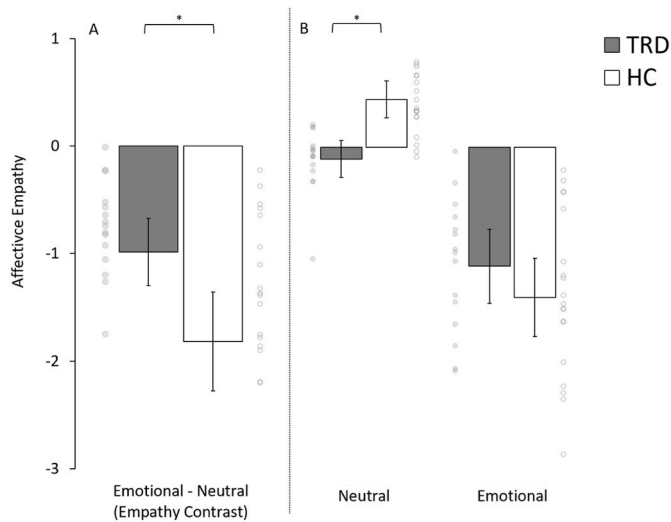 A
*
B
*
TRD
HC
Affectivce Empathy
1
0
-1
-2
-3
Emotional - Neutral
(Empathy Contrast)
Neutral
Emotional